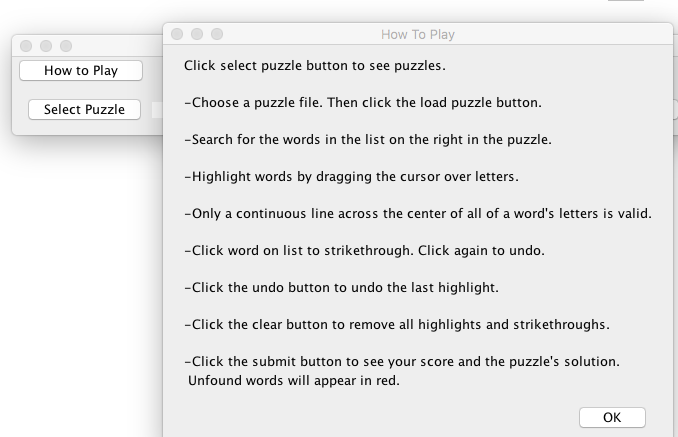 How To Play
How to Play
Select Puzzle
Click select puzzle button to see puzzles.
-Choose a puzzle file. Then click the load puzzle button.
-Search for the words in the list on the right in the puzzle.
-Highlight words by dragging the cursor over letters.
-Only a continuous line across the center of all of a word's letters is valid.
-Click word on list to strikethrough. Click again to undo.
-Click the undo button to undo the last highlight.
-Click the clear button to remove all highlights and strikethroughs.
-Click the submit button to see your score and the puzzle's solution.
Unfound words will appear in red.
OK